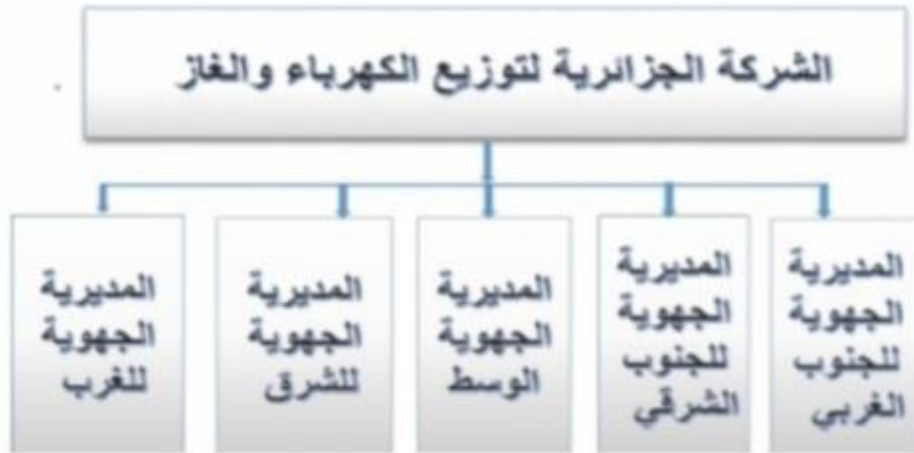 الشركة الجزائرية لتوزيع الكهرباء والغاز
المديرية
الجهوية
للجنوب
الغربي
المديرية
الجهوية
للجنوب
الشرقي
المديرية
الجهوية
الوسط
المديرية
الجهوية
للشرق
المديرية
الجهوية
للغرب